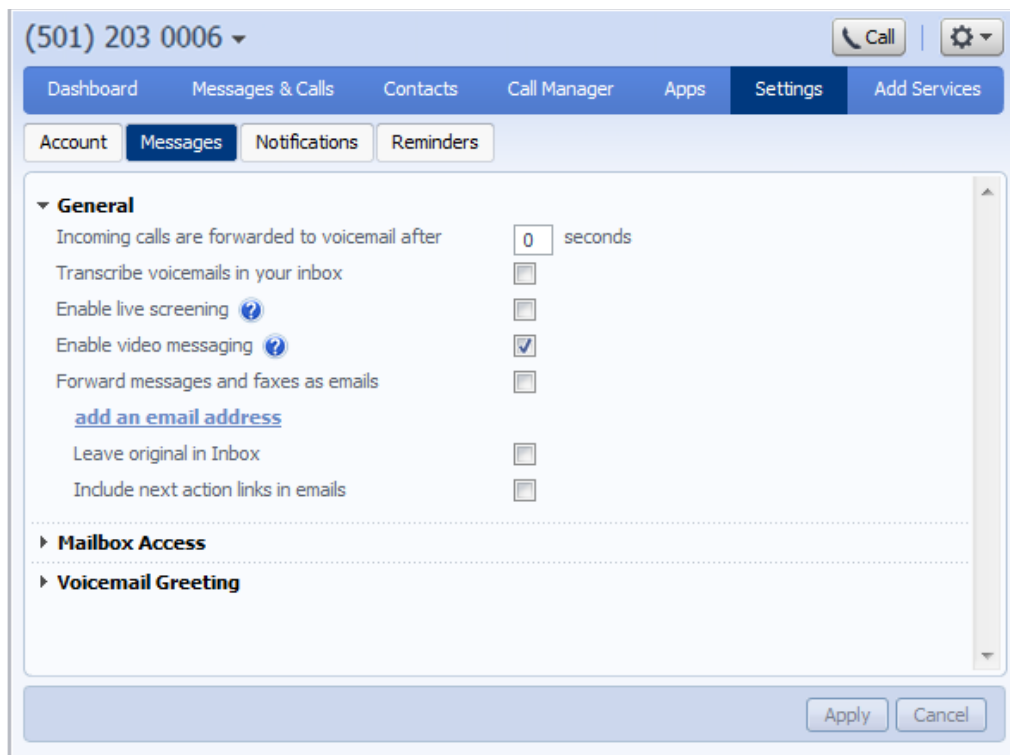 (501) 203 0006
Call
Dashboard Messages & Calls Contacts Call Manager Apps Settings Add Services
Account Messages Notifications Reminders
General
Incoming calls are forwarded to voicemail after 0 seconds
Transcribe voicemails in your inbox
Enable live screening ?
Enable video messaging ?
Forward messages and faxes as emails
add an email address
Leave original in Inbox
Include next action links in emails
Mailbox Access
Voicemail Greeting
Apply Cancel